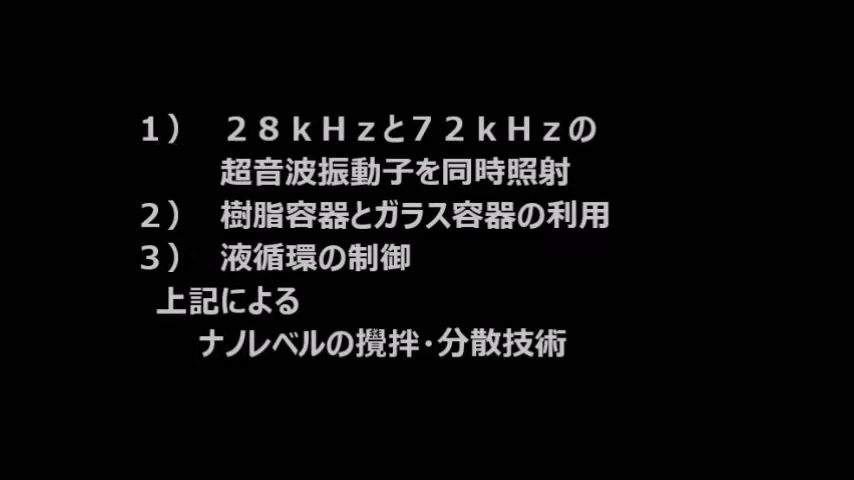 １）　２８ｋＨｚと７２ｋＨｚの
超音波振動子を同時照射
２）　樹脂容器とガラス容器の利用
３）　液循環の制御
上記による
ナノレベルの攪拌・分散技術